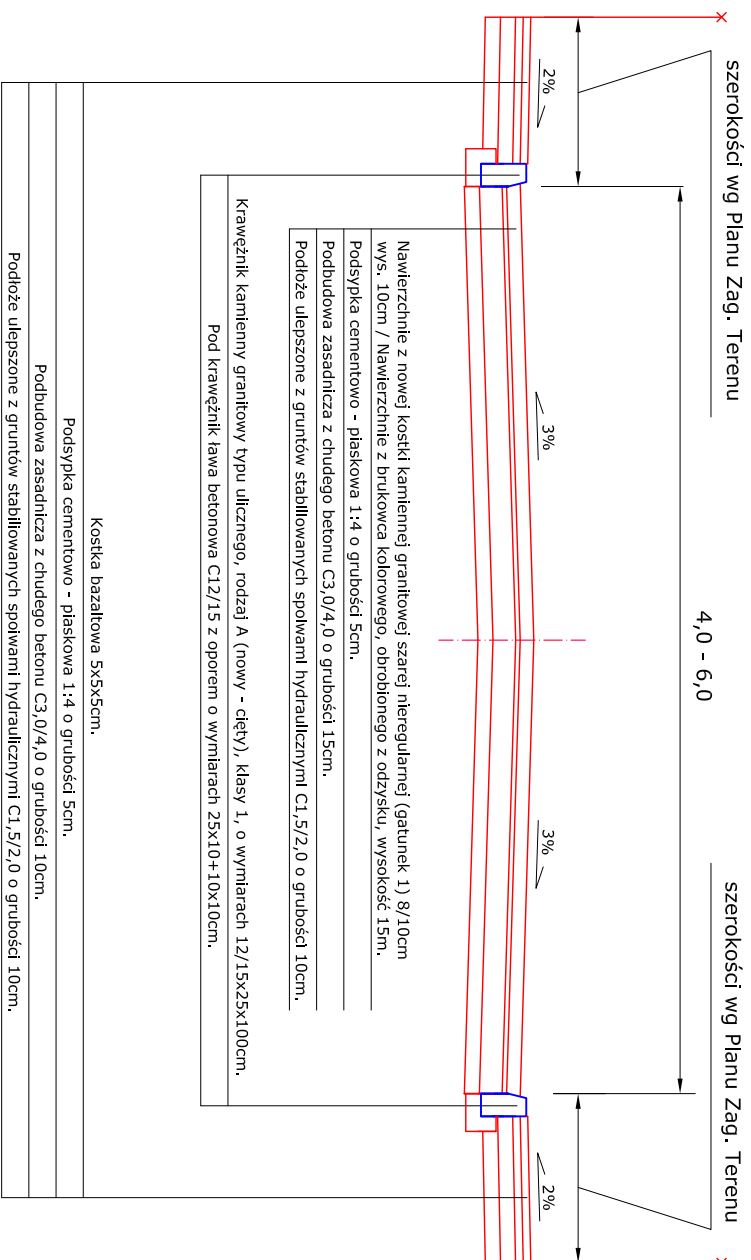 szerokości wg Planu Zag. Terenu
szerokości wg Planu Zag. Terenu
4,0 - 6,0
2%
3%
3%
2%
Nawierzchnie z nowej kostki kamiennej granitowej szarej nieregularnej (gatunek 1) 8/10cm
wys. 10cm / Nawierzchnie z brukowca kolorowego, obrobionego z odzysku, wysokość 15m.
Podsypka cementowo - piaskowa 1:4 o grubości 5cm.
Podbudowa zasadnicza z chudego betonu C3,0/4,0 o grubości 15cm.
Podłoże ulepszone z gruntów stabiliowanych spoiwami hydraulicznymi C1,5/2,0 o grubości 10cm.
Krawężnik kamienny granitowy typu ulicznego, rodzaj A (nowy - cięty), klasy 1, o wymiarach 12/15x25x100cm.
Pod krawężnik ława betonowa C12/15 z oporem o wymiarach 25x10+10x10cm.
Kostka bazaltowa 5x5x5cm.
Podsypka cementowo - piaskowa 1:4 o grubości 5cm.
Podbudowa zasadnicza z chudego betonu C3,0/4,0 o grubości 10cm.
Podłoże ulepszone z gruntów stabiliowanych spoiwami hydraulicznymi C1,5/2,0 o grubości 10cm.